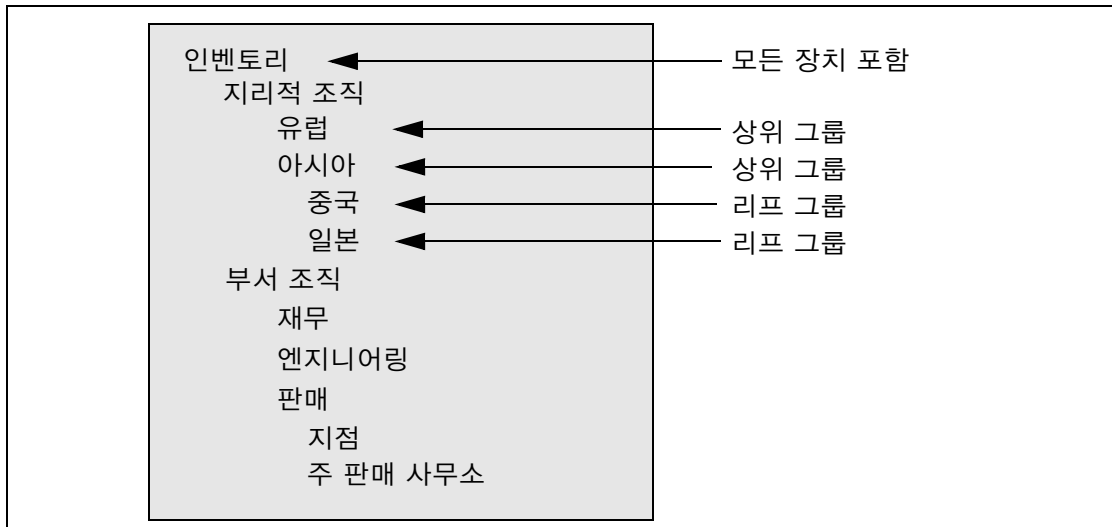 인벤토리 모든 장치 포함
지리적 조직
유럽 상위 그룹
아시아 상위 그룹
중국 리프 그룹
일본 리프 그룹
부서 조직
재무
엔지니어링
판매
지점
주 판매 사무소